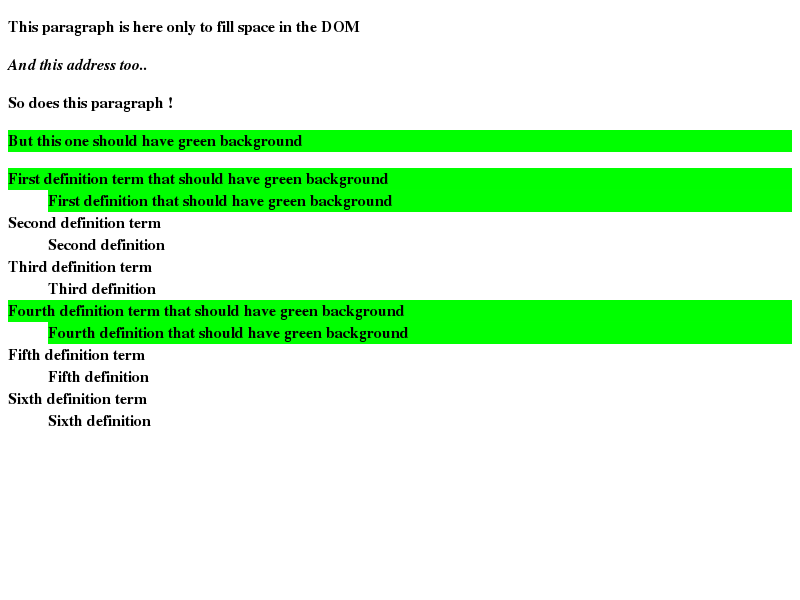 This paragraph is here only to fill space in the DOM
And this address too..
So does this paragraph !
But this one should have green background
First definition term that should have green background
First definition that should have green background
Second definition term
Second definition
Third definition term
Third definition
Fourth definition term that should have green background
Fourth definition that should have green background
Fifth definition term
Fifth definition
Sixth definition term
Sixth definition